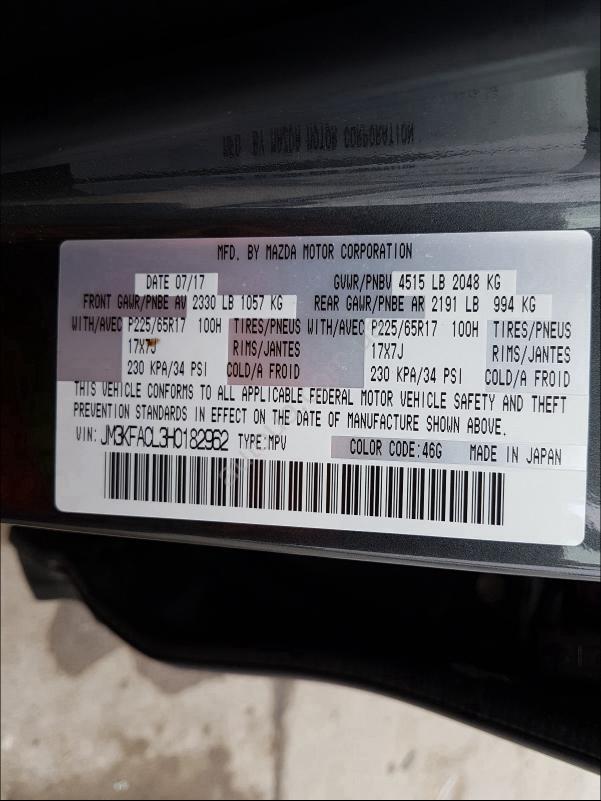 MFD. BY MAZDA MOTOR CORPORATION
DATE 07/17 GVWR/PNBV 4515 LB 2048 KG
FRONT GAWR/PNBE AV 2330 LB 1057 KG REAR GAWR/PNBE AR 2191 LB 994 KG
WITH/AVEC P225/65R17 100H TIRES/PNEUS WITH/AVEC P225/65R17 100H TIRES/PNEUS
17X7J RIMS/JANTES 17X7J RIMS/JANTES
230 KPA/34 PSI COLD/A FROID 230 KPA/34 PSI COLD/A FROID
THIS VEHICLE CONFORMS TO ALL APPLICABLE FEDERAL MOTOR VEHICLE SAFETY AND THEFT
PREVENTION STANDARDS IN EFFECT ON THE DATE OF MANUFACTURE SHOWN ABOVE.
VIN: JM3KFACL3H0182962 TYPE:MPV COLOR CODE:46G MADE IN JAPAN